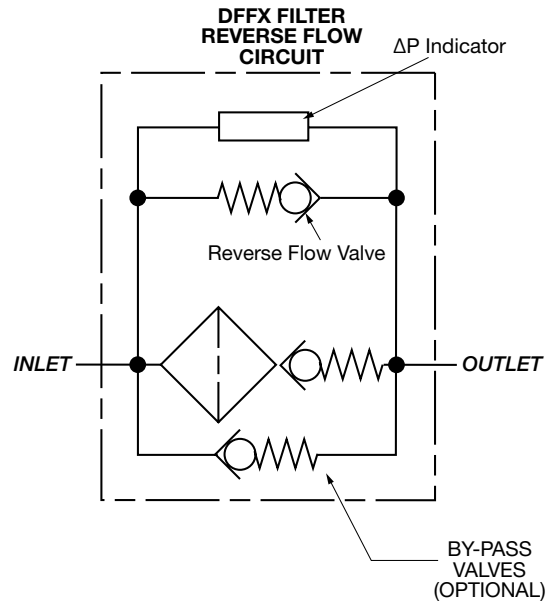 DFFX FILTER
REVERSE FLOW
CIRCUIT
ΔP Indicator
Reverse Flow Valve
INLET
OUTLET
BY-PASS
VALVES
(OPTIONAL)